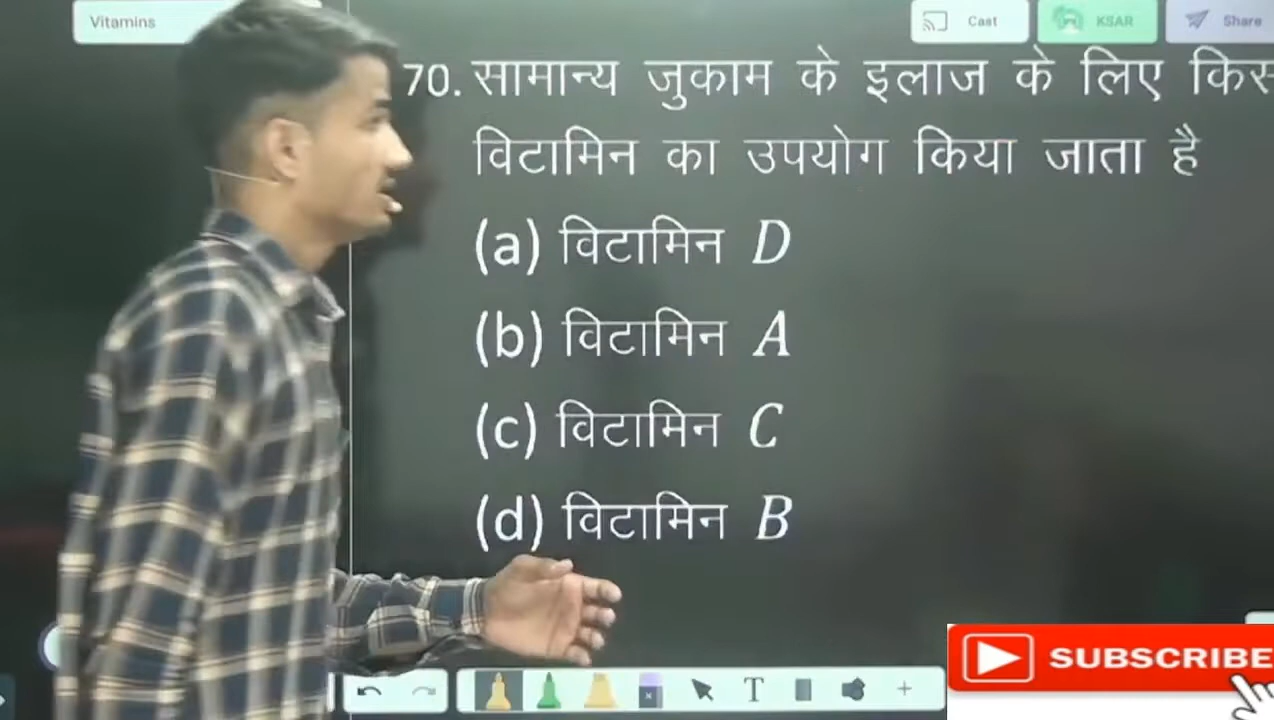 Vitamins
Cast
KSAR
Share
70. सामान्य जुकाम के इलाज के लिए
विटामिन का उपयोग किया जाता है
(a) विटामिन D
(b) विटामिन A
(c) विटामिन C
(d) विटामिन B
T
SUBSCRIBE